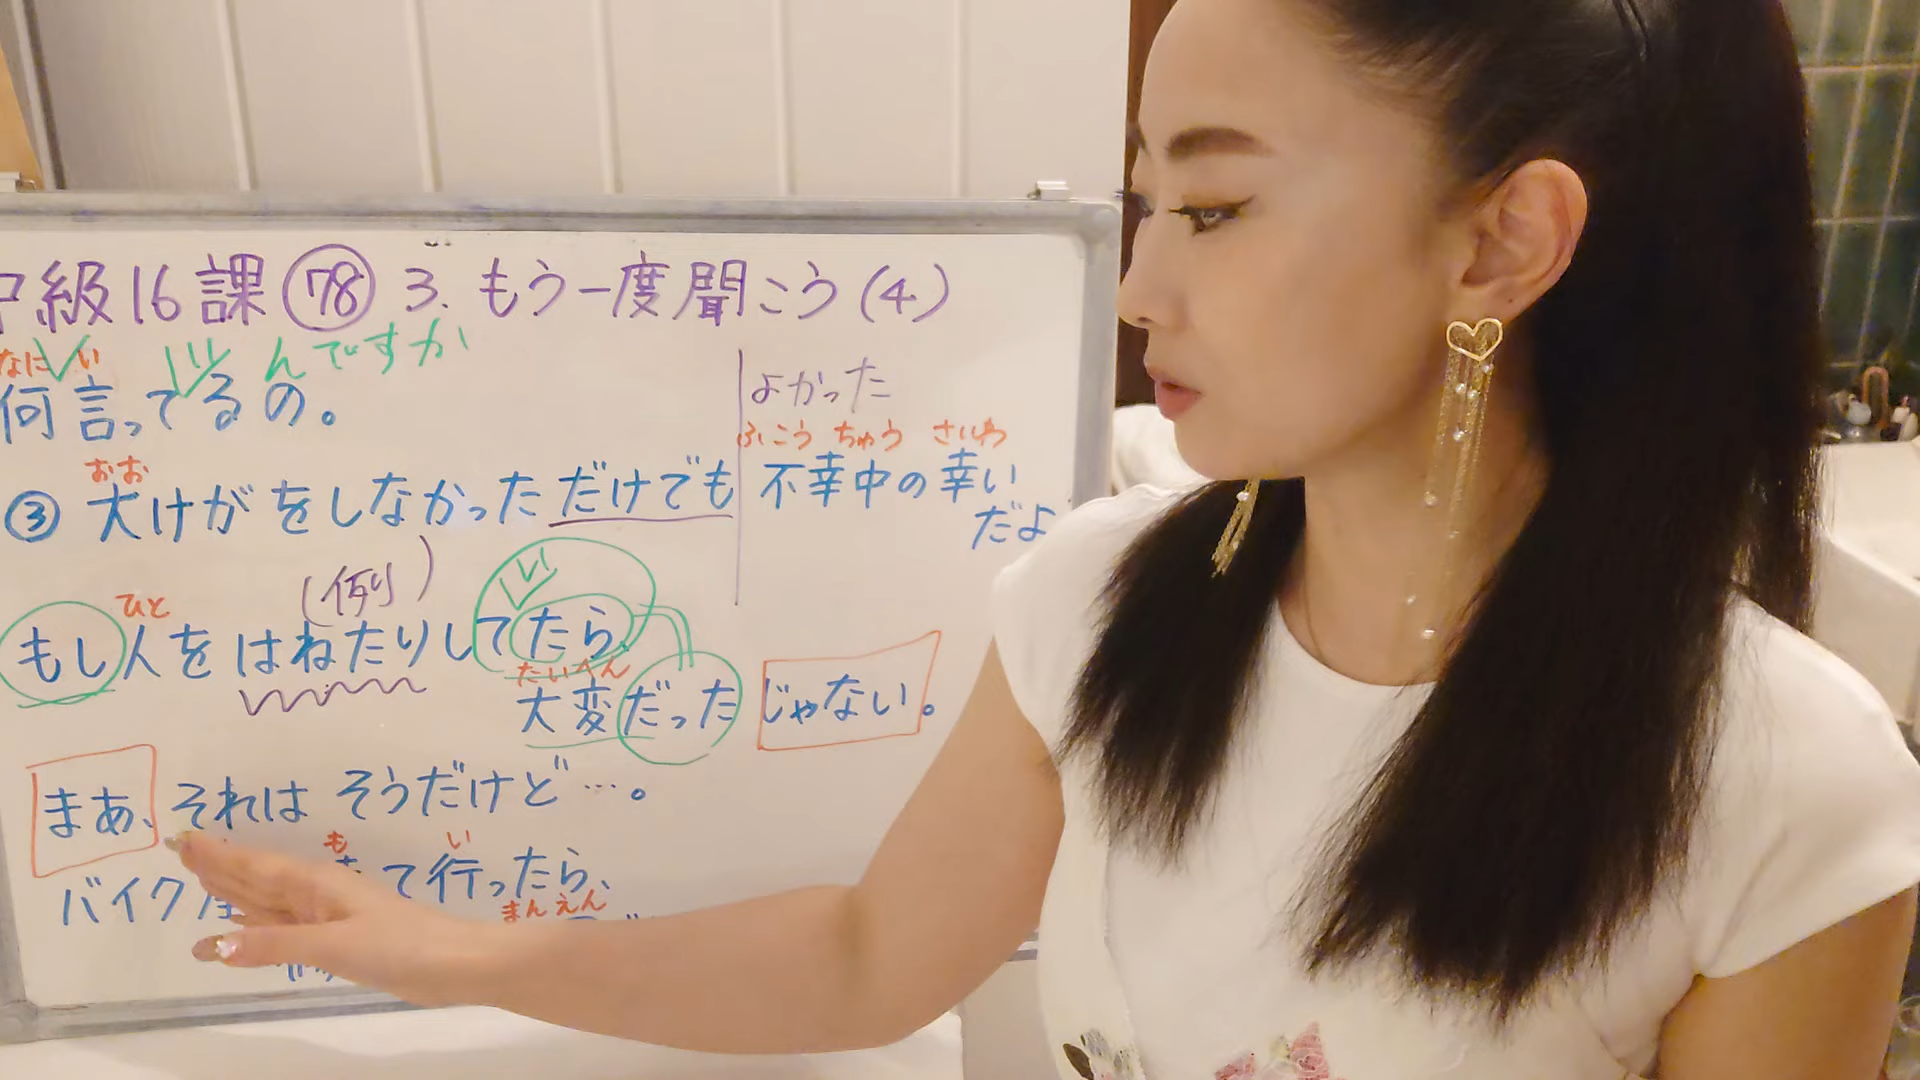 級16課 78 3. もう一度聞こう(4)
んですか
なに い
何言ってるの。
よかった
ふこう ちゅう さいわ
おお
③ 大けがをしなかっただけでも 不幸中の幸い
だよ
(例)
ひと
もし人をはねたりしてたら、
たいへん
大変だったじゃない。
まあ、それはそうだけど…。
も い
バイク て行ったら、
まん えん